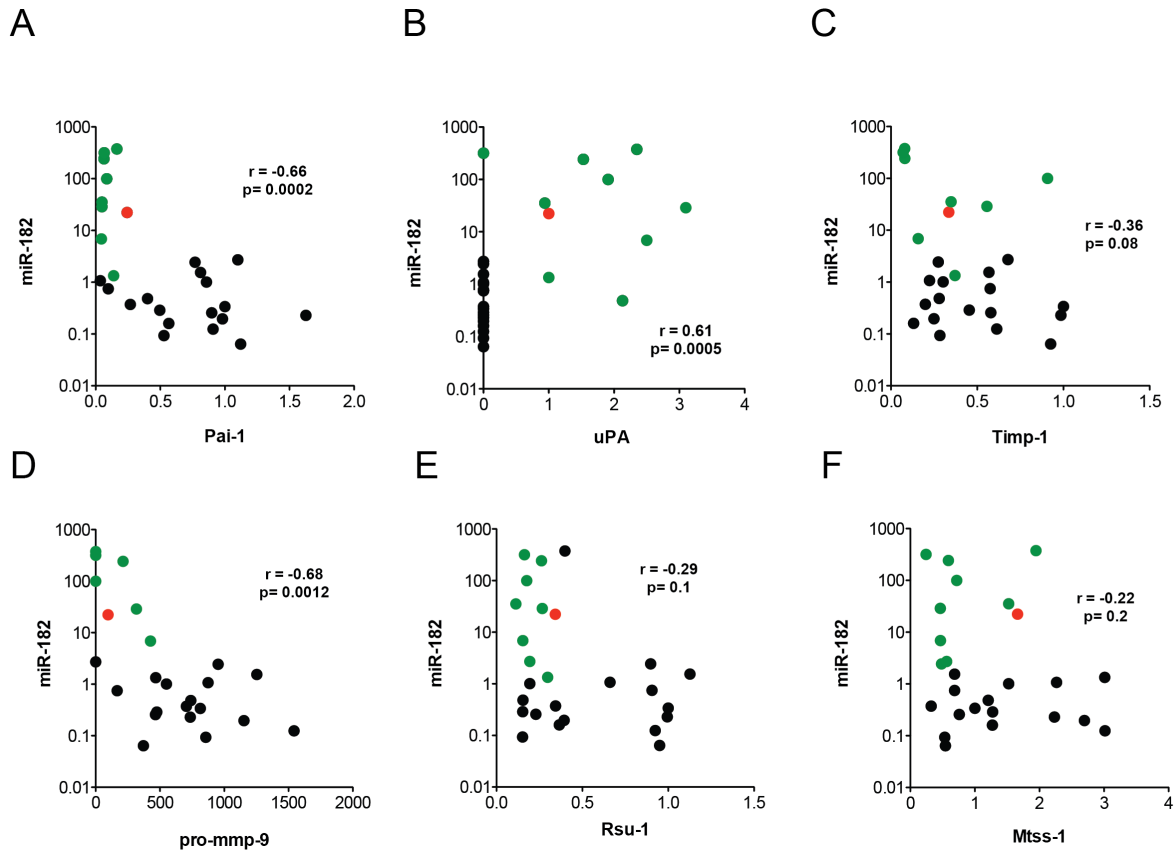 A
B
C
1000
100
10
1
0.1
0.01
miR-182
r = -0.66
p= 0.0002
0.0
0.5
1.0
1.5
2.0
Pai-1
1000
100
10
1
0.1
0.01
miR-182
r = 0.61
p= 0.0005
0
1
2
3
4
uPA
1000
100
10
1
0.1
0.01
miR-182
r = -0.36
p= 0.08
0.0
0.5
1.0
1.5
Timp-1
D
E
F
1000
100
10
1
0.1
0.01
miR-182
r = -0.68
p= 0.0012
0
500
1000
1500
2000
pro-mmp-9
1000
100
10
1
0.1
0.01
miR-182
r = -0.29
p= 0.1
0.0
0.5
1.0
1.5
Rsu-1
1000
100
10
1
0.1
0.01
miR-182
r = -0.22
p= 0.2
0
1
2
3
4
Mtss-1